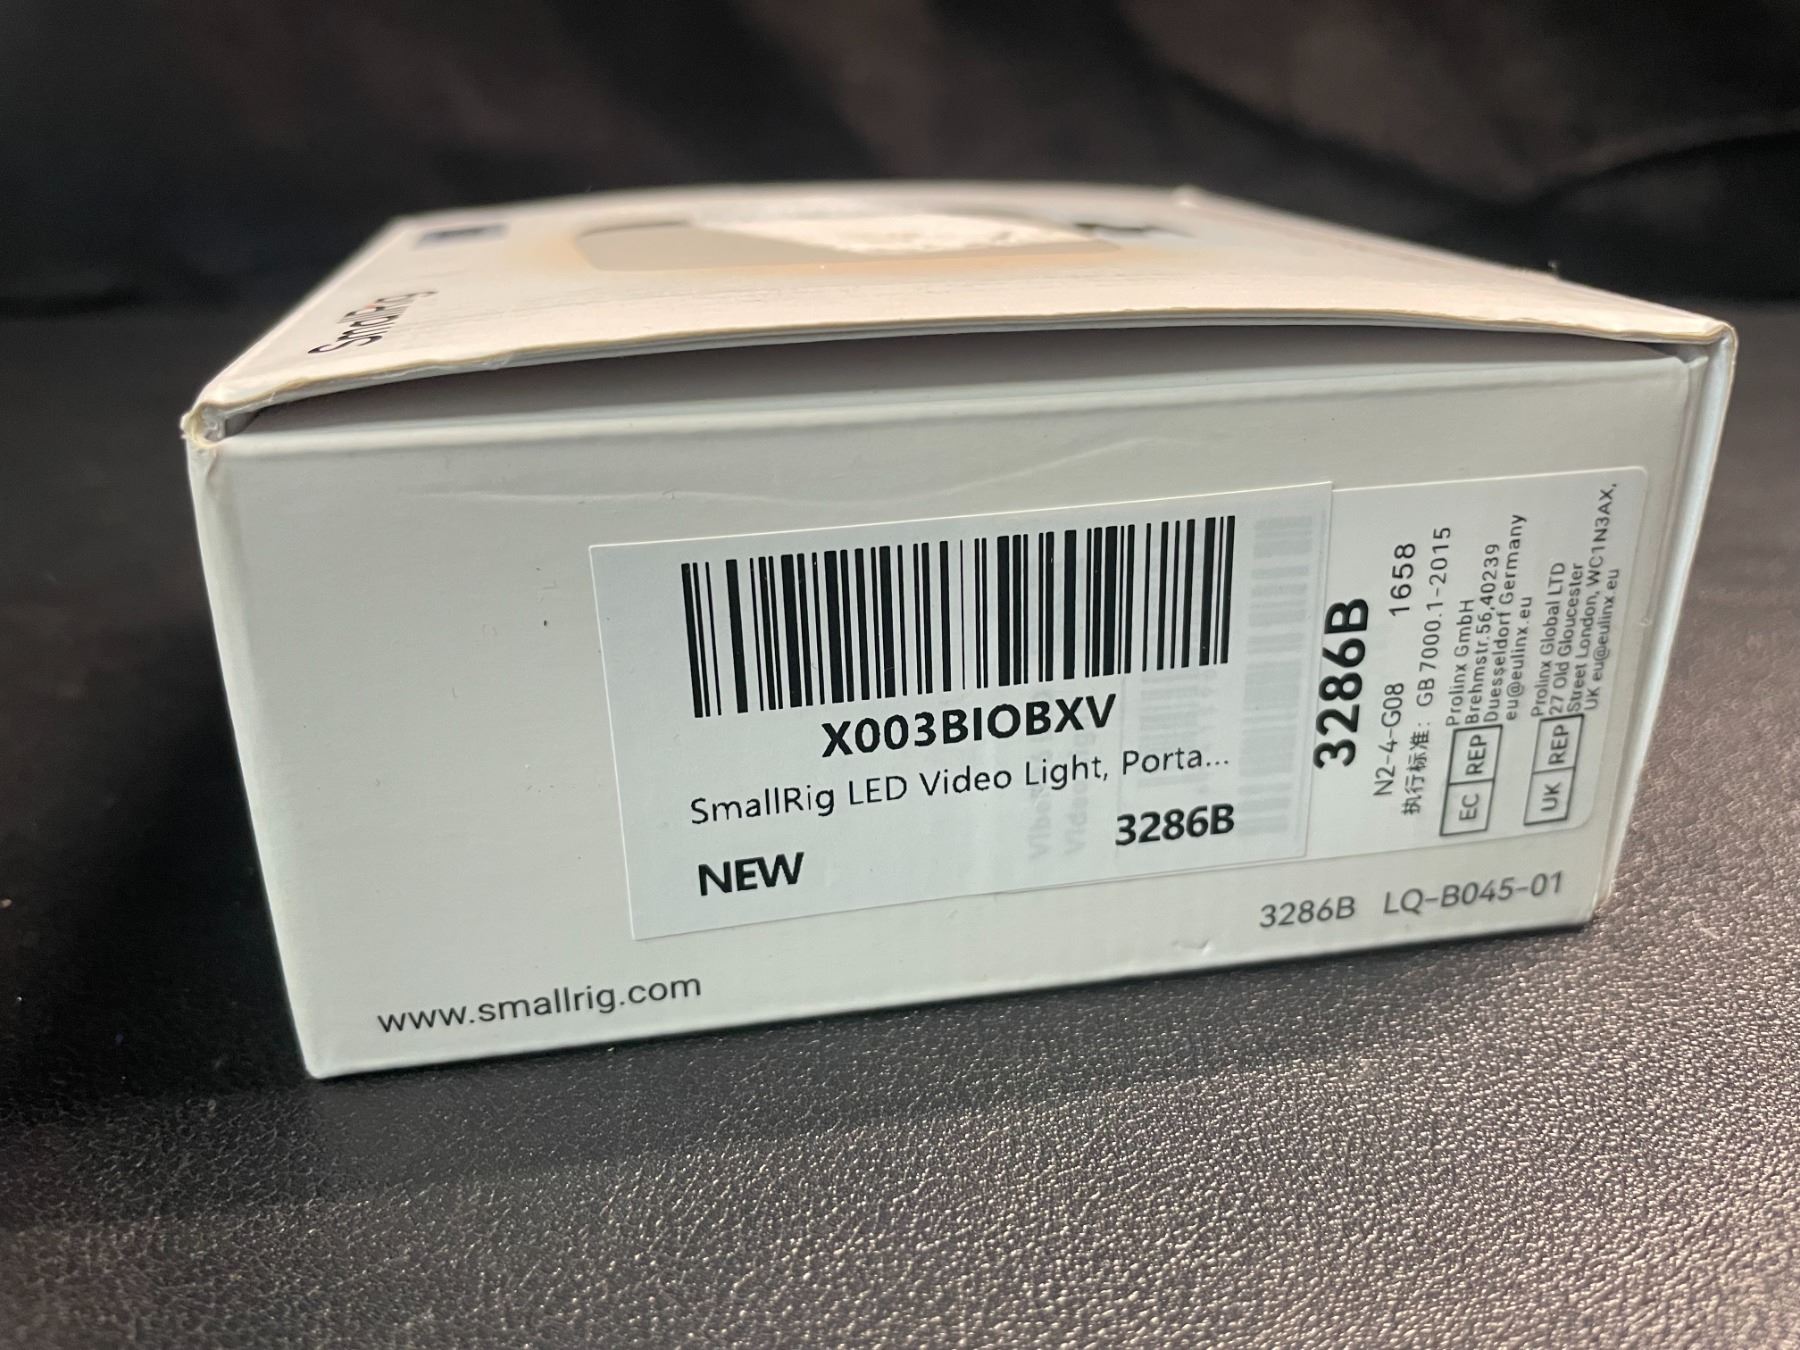 SmallRig
X003BIOBXV
SmallRig LED Video Light, Porta...
NEW
3286B
3286B
N2-4-G08 1658
执行标准: GB 7000.1-2015
EC REP
Prolinx GmbH
Brehmstr.56,40239
Duesseldorf Germany
eu@eulinx.eu
UK REP
Prolinx Global LTD
27 Old Gloucester
Street London, WC1N3AX,
UK eu@eulinx.eu
3286B LQ-B045-01
www.smallrig.com